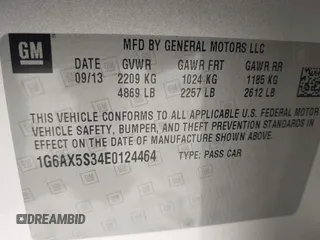 GM
MFD BY GENERAL MOTORS LLC
DATE GVWR GAWR FRT GAWR RR
09/13 2209 KG 1024 KG 1185 KG
4869 LB 2257 LB 2612 LB
THIS VEHICLE CONFORMS TO ALL APPLICABLE U.S. FEDERAL MOTOR
VEHICLE SAFETY, BUMPER, AND THEFT PREVENTION STANDARDS IN
EFFECT ON THE DATE OF MANUFACTURE SHOWN ABOVE.
1G6AX5S34E0124464 TYPE: PASS CAR
DREAMBID
DREAMBID